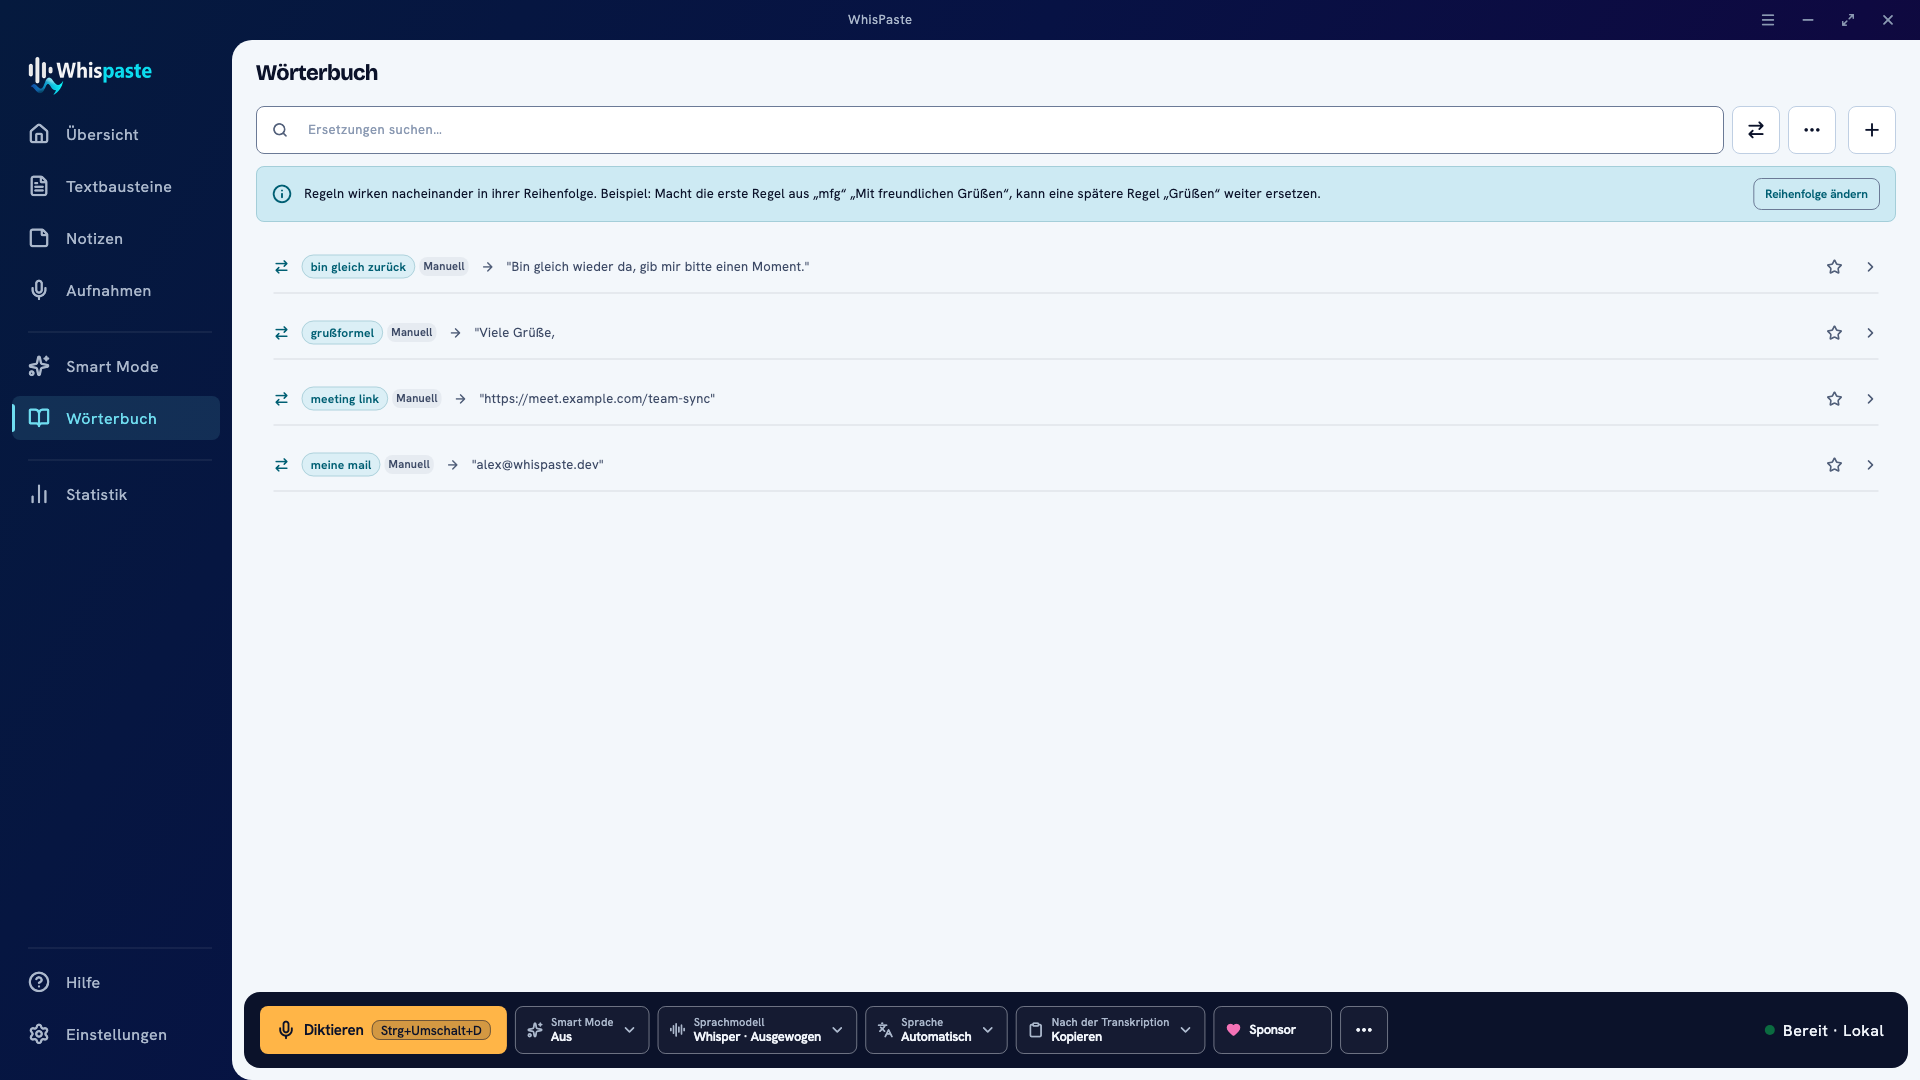 WhisPaste
Whispaste
Übersicht
Textbausteine
Notizen
Aufnahmen
Smart Mode
Wörterbuch
Statistik
Hilfe
Einstellungen
Wörterbuch
Ersetzungen suchen...
Regeln wirken nacheinander in ihrer Reihenfolge. Beispiel: Macht die erste Regel aus „mfg“ „Mit freundlichen Grüßen“, kann eine spätere Regel „Grüßen“ weiter ersetzen.
Reihenfolge ändern
bin gleich zurück Manuell → "Bin gleich wieder da, gib mir bitte einen Moment."
grußformel Manuell → "Viele Grüße,
meeting link Manuell → "https://meet.example.com/team-sync"
meine mail Manuell → "alex@whispaste.dev"
Diktieren Strg+Umschalt+D
Smart Mode
Aus
Sprachmodell
Whisper · Ausgewogen
Sprache
Automatisch
Nach der Transkription
Kopieren
Sponsor
Bereit · Lokal